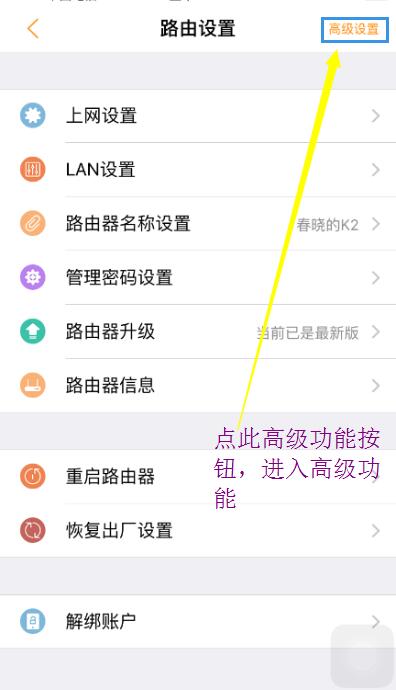 路由设置
高级设置
上网设置
LAN设置
路由器名称设置 春晓的K2
管理密码设置
路由器升级 当前已是最新版
路由器信息
点此高级功能按
钮，进入高级功
能
重启路由器
恢复出厂设置
解绑账户